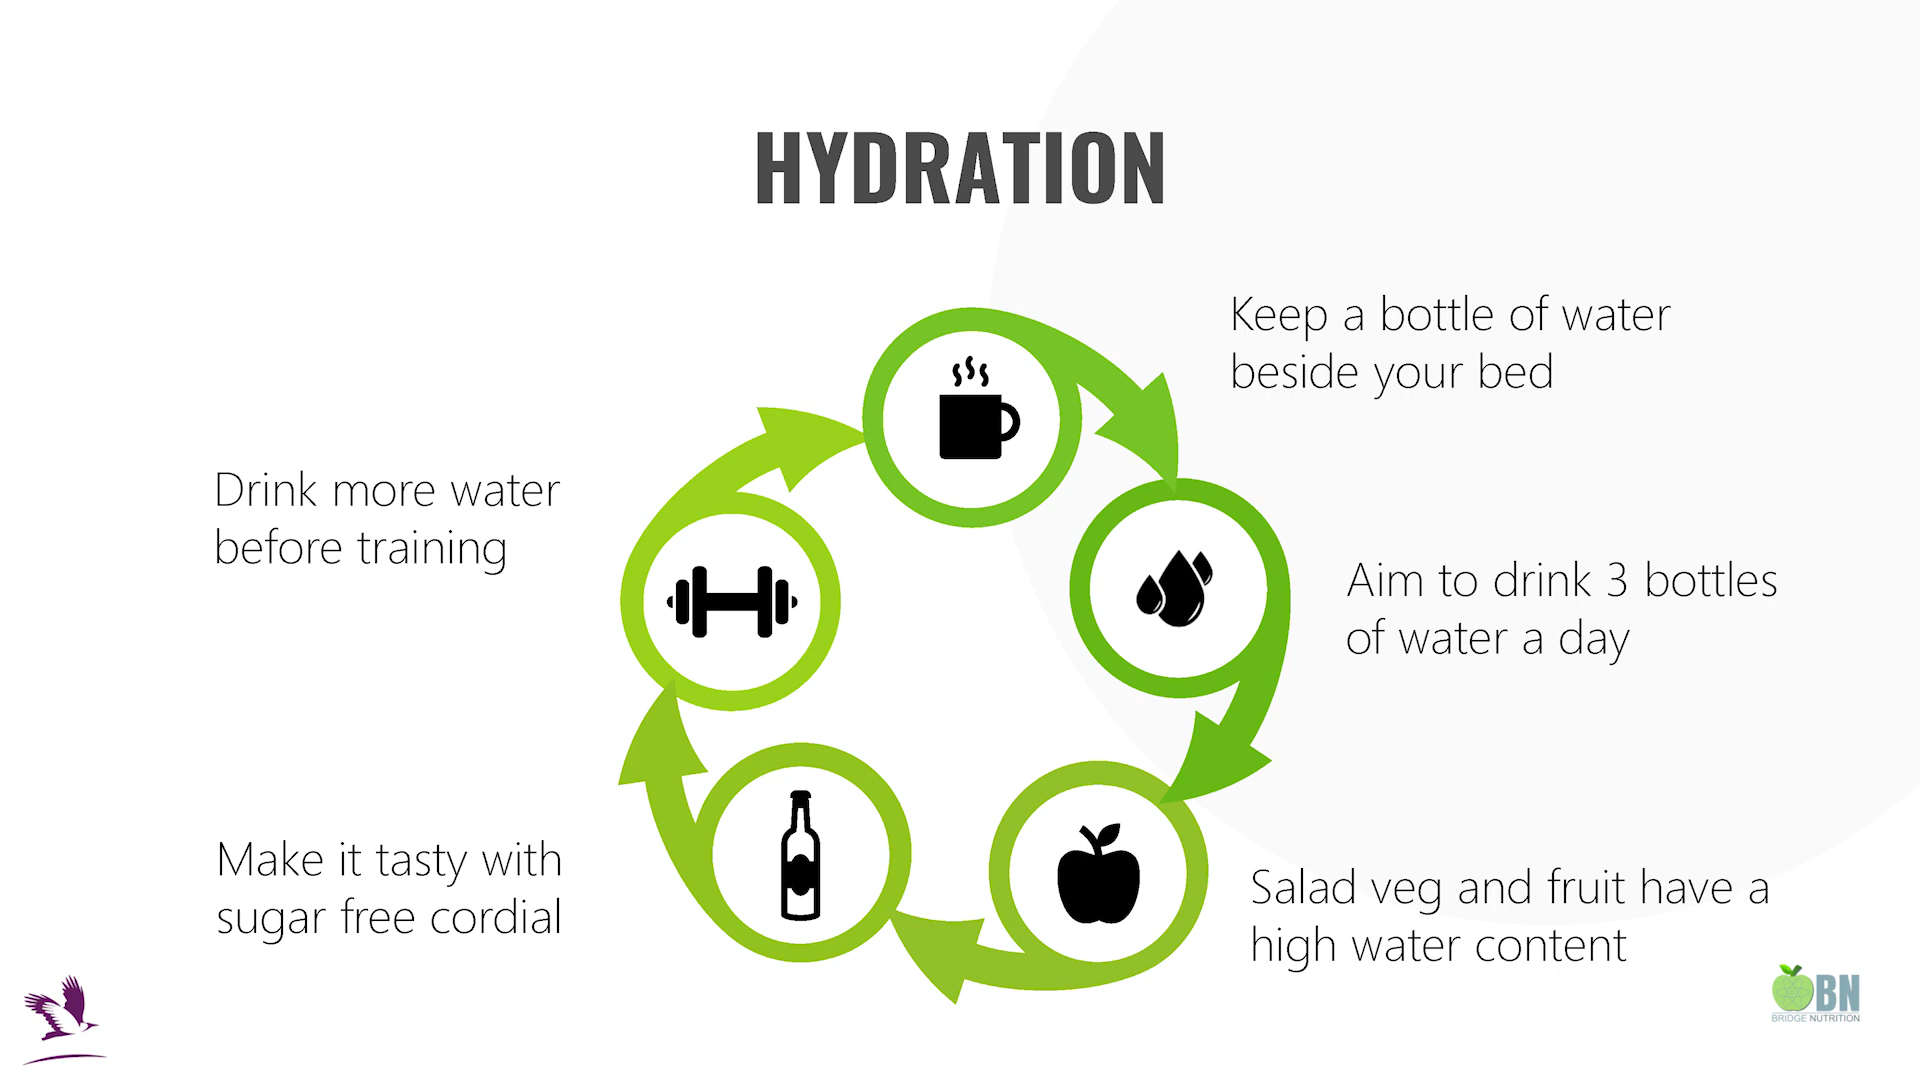 HYDRATION
Keep a bottle of water
beside your bed
Aim to drink 3 bottles
of water a day
Salad veg and fruit have a
high water content
Make it tasty with
sugar free cordial
Drink more water
before training
BN
BRIDGE NUTRITION